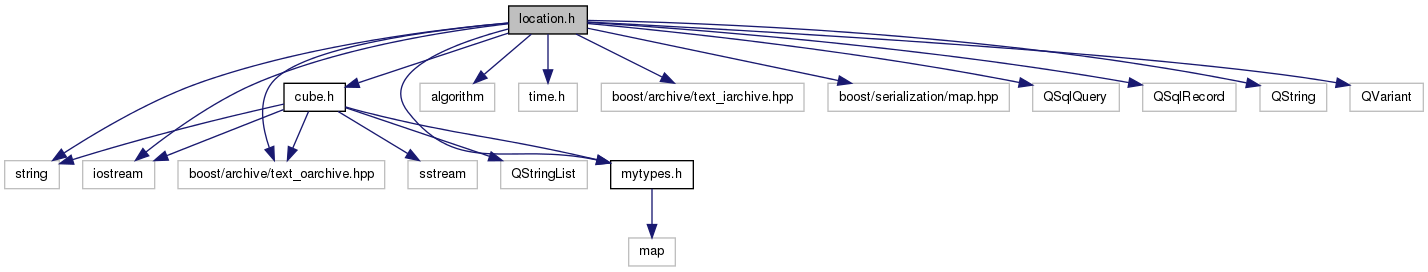 location.h
cube.h
algorithm
time.h
boost/archive/text_iarchive.hpp
boost/serialization/map.hpp
QSqlQuery
QSqlRecord
QString
QVariant
string
iostream
boost/archive/text_oarchive.hpp
sstream
QStringList
mytypes.h
map